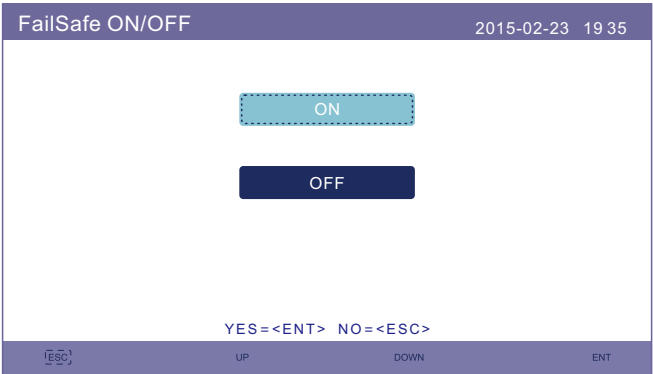 FailSafe ON/OFF 2015-02-23 19 35
ON
OFF
YES=<ENT> NO=<ESC>
ESC UP DOWN ENT